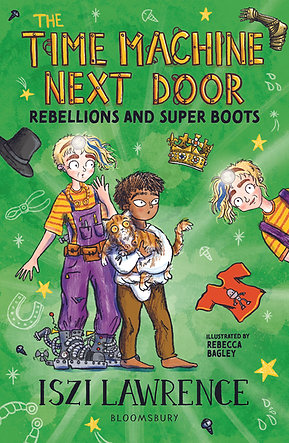 THE
TIME MACHINE
NEXT DOOR
REBELLIONS AND SUPER BOOTS
ILLUSTRATED BY
REBECCA
BAGLEY
ISZI LAWRENCE
BLOOMSBURY